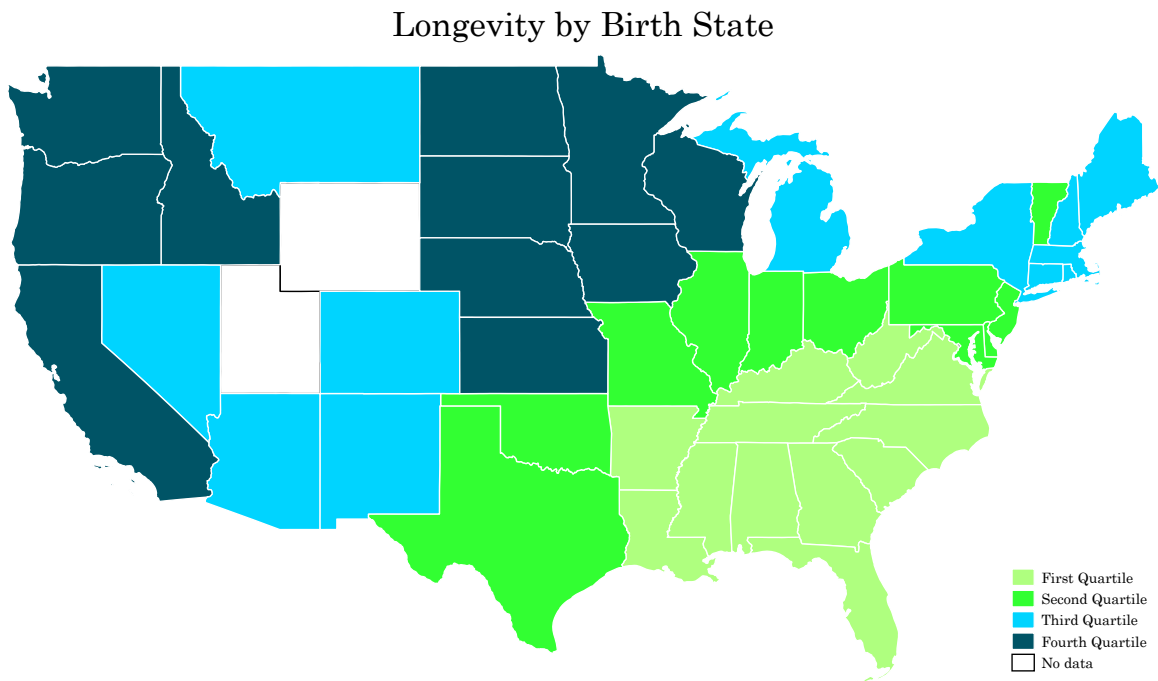 Longevity by Birth State
First Quartile
Second Quartile
Third Quartile
Fourth Quartile
No data